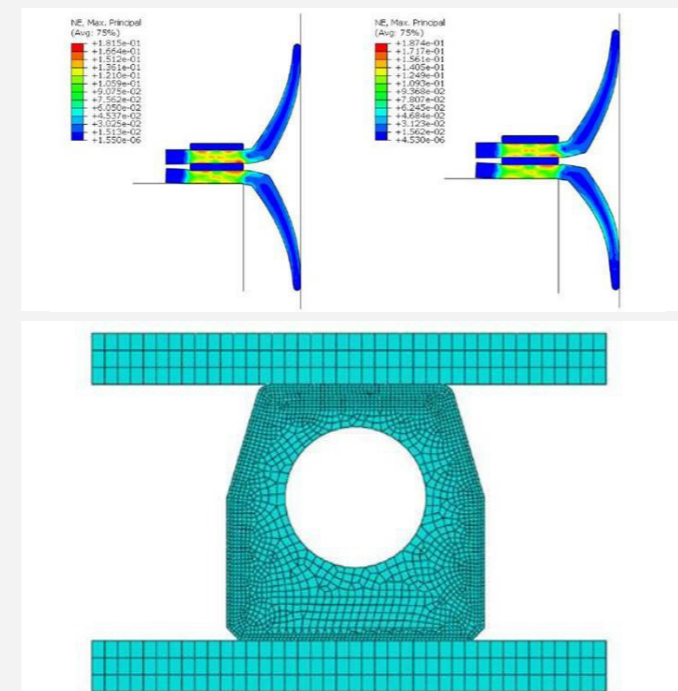 NE, Max. Principal
(Avg: 75%)
+1.815e-01
+1.664e-01
+1.512e-01
+1.361e-01
+1.210e-01
+1.059e-01
+9.075e-02
+7.562e-02
+6.050e-02
+4.537e-02
+3.025e-02
+1.513e-02
+1.550e-06
NE, Max. Principal
(Avg: 75%)
+1.874e-01
+1.717e-01
+1.561e-01
+1.405e-01
+1.249e-01
+1.093e-01
+9.368e-02
+7.807e-02
+6.245e-02
+4.684e-02
+3.123e-02
+1.562e-02
+4.530e-06